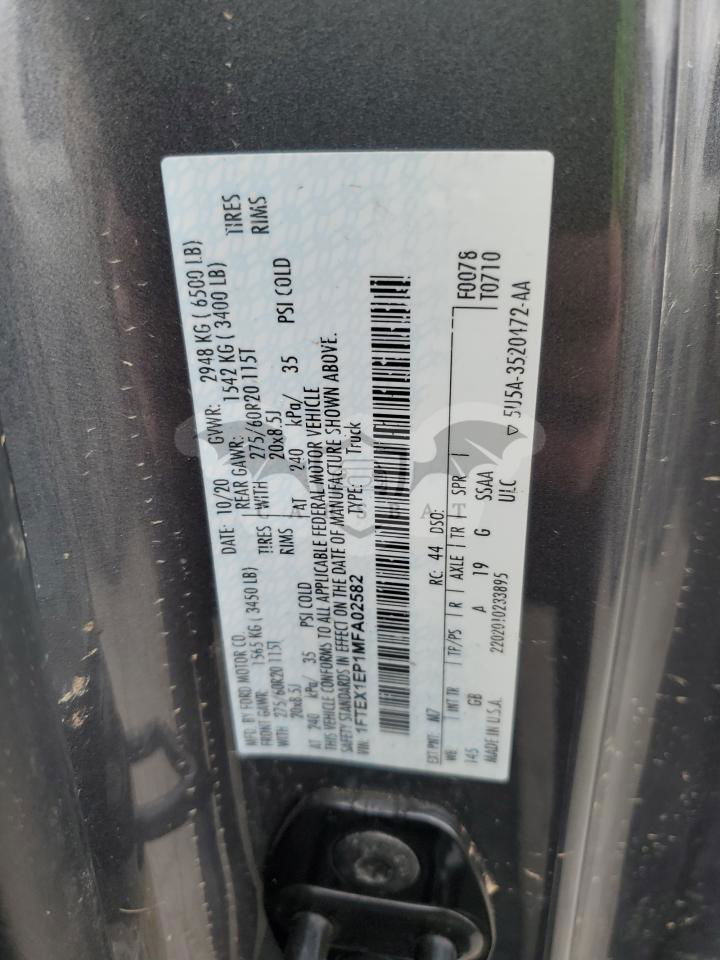 MFD. BY FORD MOTOR CO. DATE: 10/20 GVWR: 2948 KG ( 6500 LB)
FRONT GAWR: 1565 KG ( 3450 LB) REAR GAWR: 1542 KG ( 3400 LB)
WITH 275/60R20 115T TIRES WITH 275/60R20 115T TIRES
20x8.5J RIMS 20x8.5J RIMS
AT 240 kPa/ 35 PSI COLD AT 240 kPa/ 35 PSI COLD
THIS VEHICLE CONFORMS TO ALL APPLICABLE FEDERAL MOTOR VEHICLE
SAFETY STANDARDS IN EFFECT ON THE DATE OF MANUFACTURE SHOWN ABOVE.
VIN: 1FTEX1EP1MFA02582 TYPE: Truck
EXT PNT: M7 RC: 44 DSO: F0078
WB INT TR TP/PS R AXLE TR SPR T0710
145 GB A 19 G SSAA
MADE IN U.S.A. 2202010233895 ULC 5U5A-3520472-AA